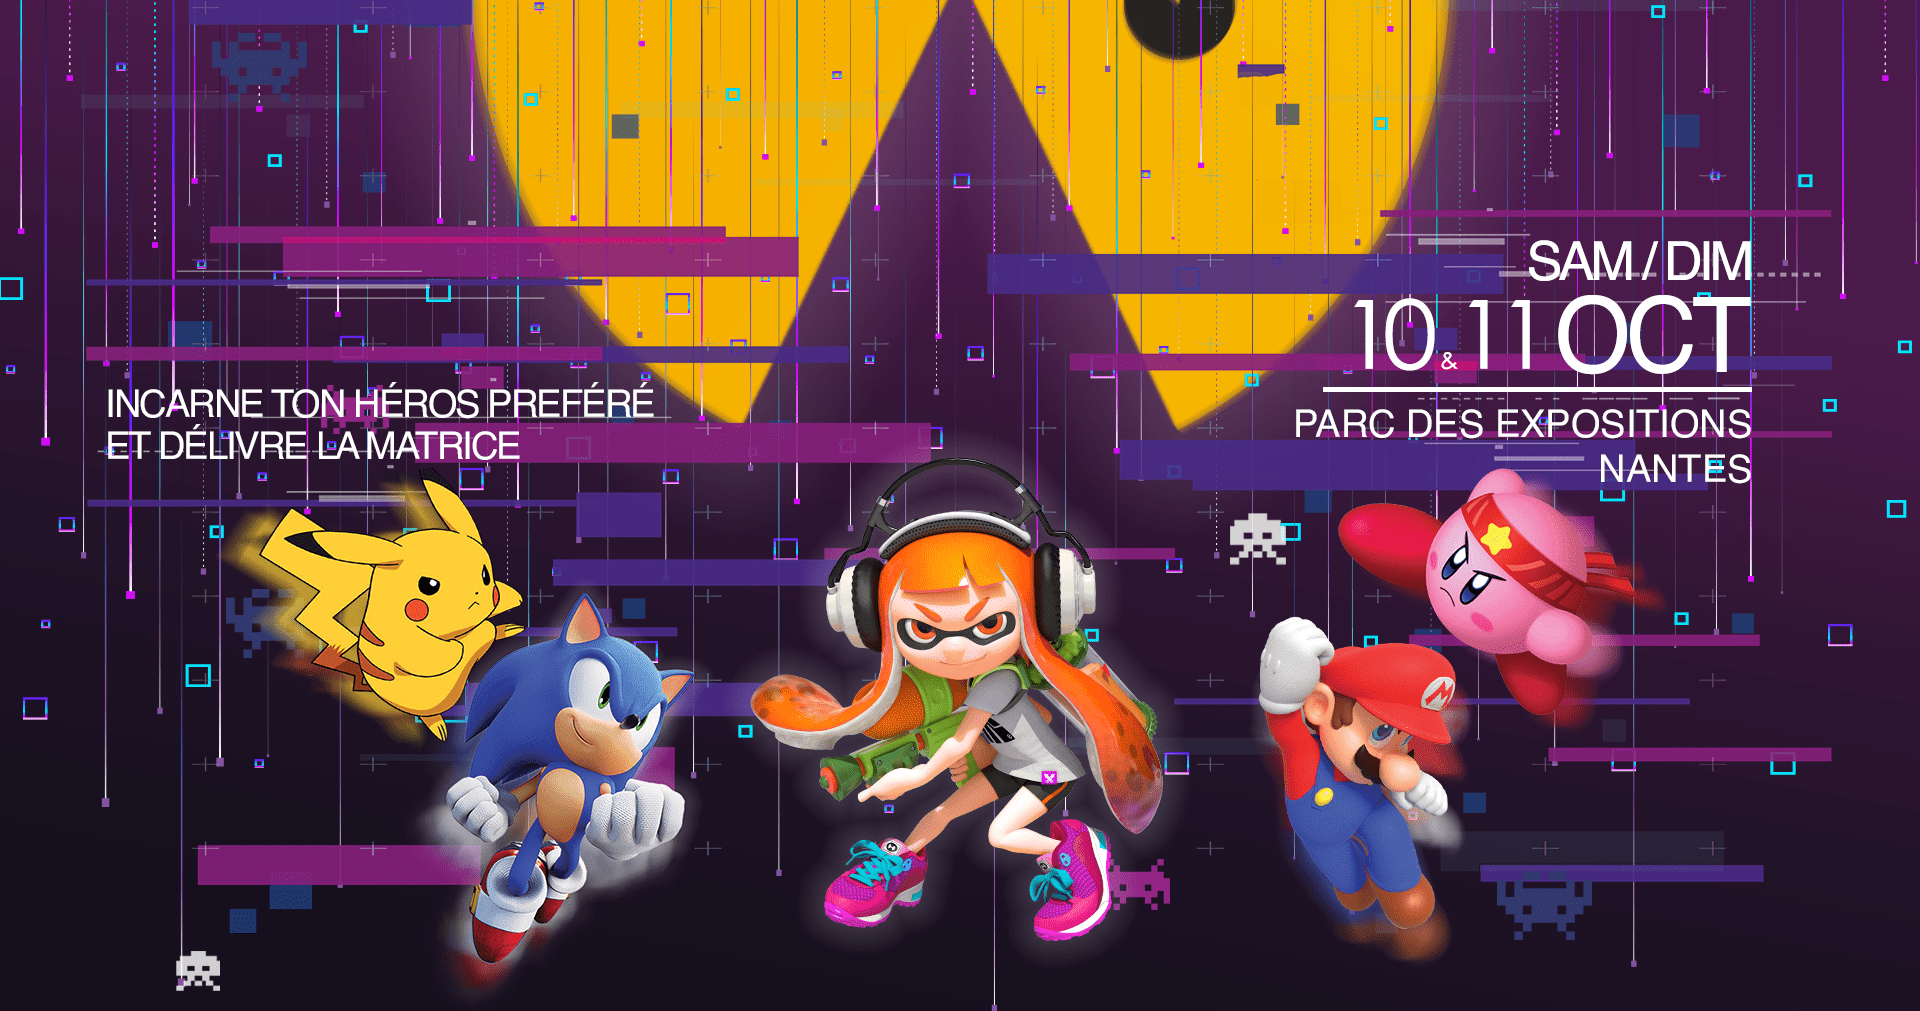 INCARNE TON HÉROS PREFÉRÉ
ET DÉLIVRE LA MATRICE
SAM / DIM
10 & 11 OCT
PARC DES EXPOSITIONS
NANTES
M